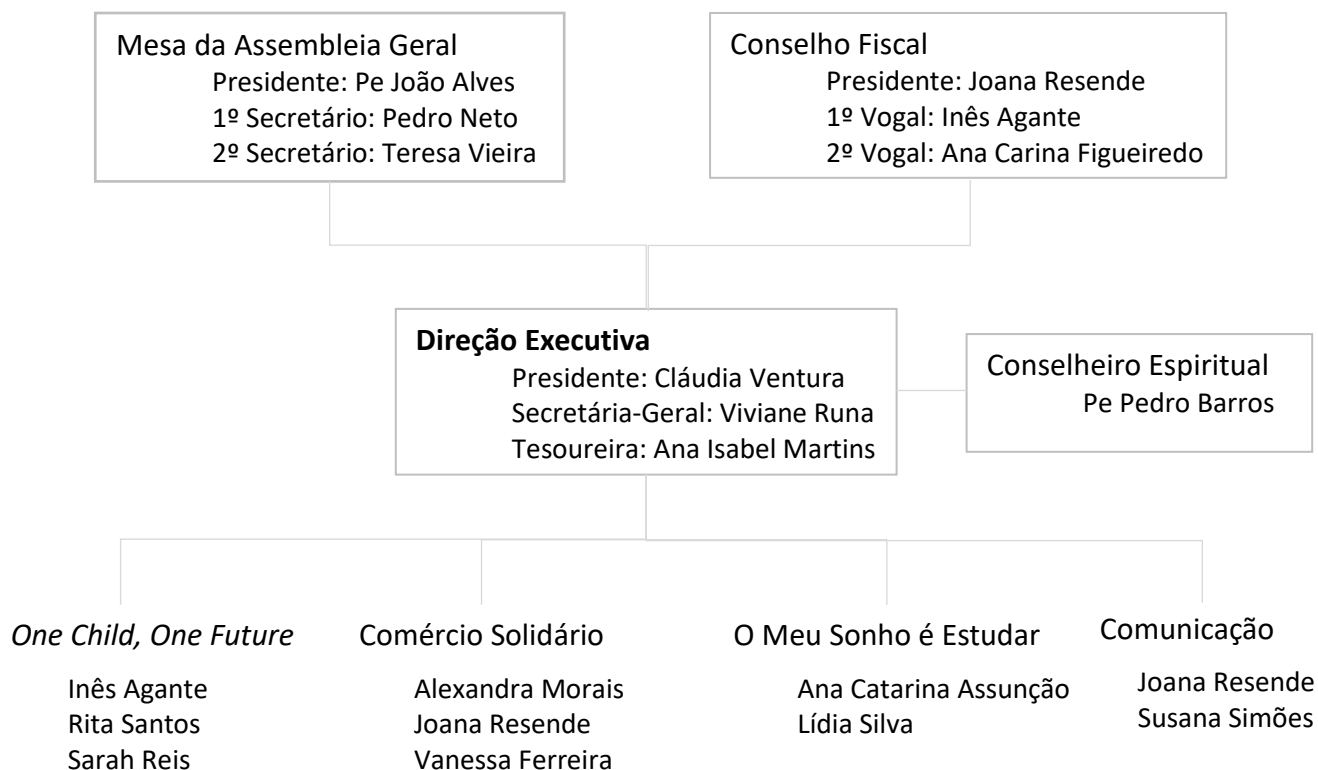 Mesa da Assembleia Geral
Presidente: Pe João Alves
1º Secretário: Pedro Neto
2º Secretário: Teresa Vieira
Conselho Fiscal
Presidente: Joana Resende
1º Vogal: Inês Agante
2º Vogal: Ana Carina Figueiredo
Direção Executiva
Presidente: Cláudia Ventura
Secretária-Geral: Viviane Runa
Tesoureira: Ana Isabel Martins
Conselheiro Espiritual
Pe Pedro Barros
One Child, One Future
Inês Agante
Rita Santos
Sarah Reis
Comércio Solidário
Alexandra Morais
Joana Resende
Vanessa Ferreira
O Meu Sonho é Estudar
Ana Catarina Assunção
Lídia Silva
Comunicação
Joana Resende
Susana Simões